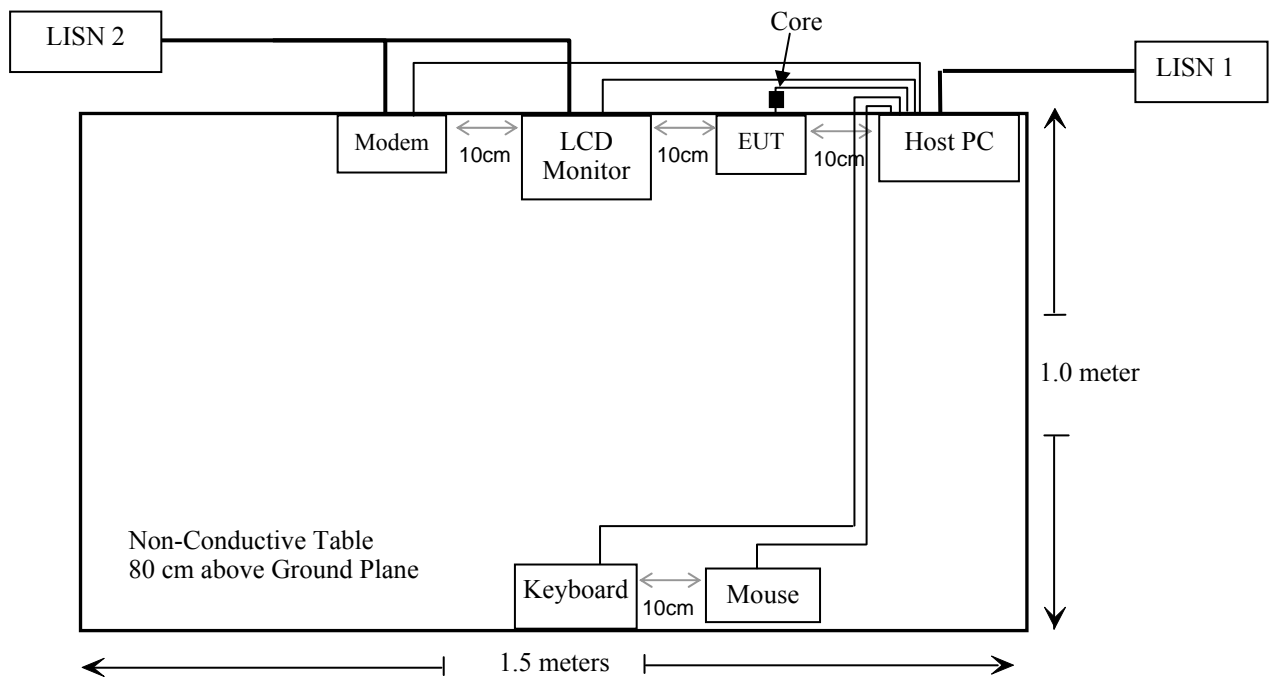 Core
LISN 2
LISN 1
Modem
10cm
LCD
Monitor
10cm
EUT
10cm
Host PC
1.0 meter
Non-Conductive Table
80 cm above Ground Plane
Keyboard
10cm
Mouse
1.5 meters